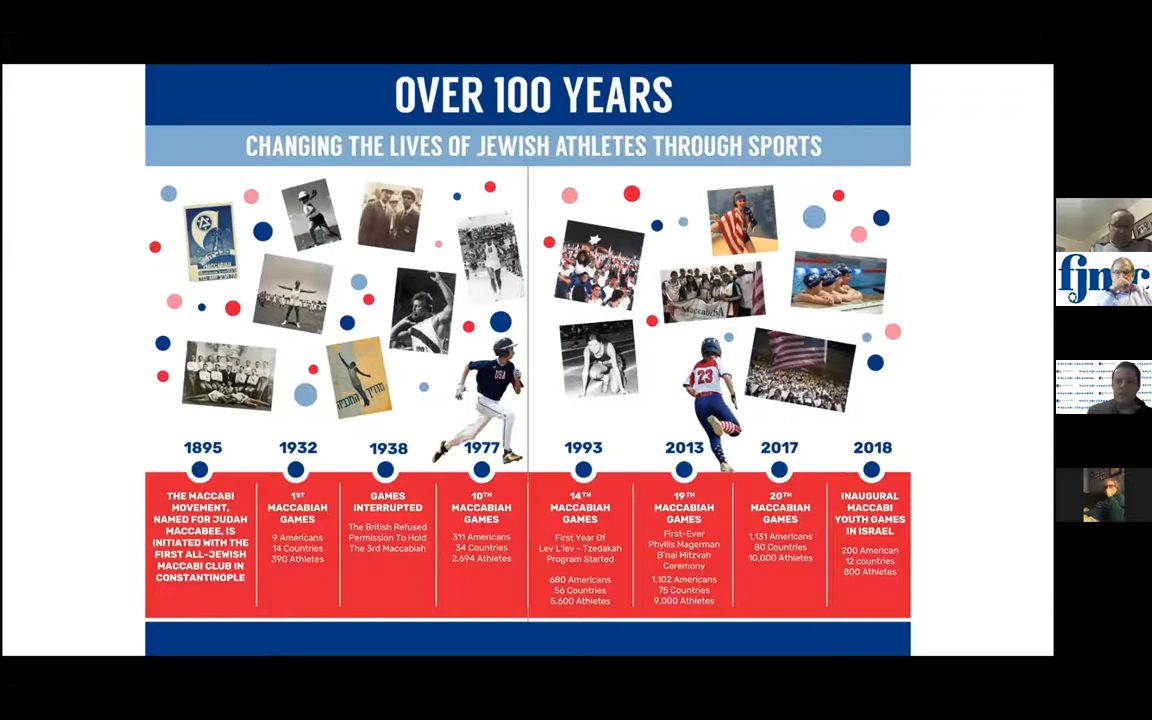 OVER 100 YEARS
CHANGING THE LIVES OF JEWISH ATHLETES THROUGH SPORTS
MACCABIAH
USA
Maccabi
23
מדריך המכביה
1895
1932
1938
1977
1993
2013
2017
2018
THE MACCABI
MOVEMENT,
NAMED FOR JUDAH
MACCABEE, IS
INITIATED WITH THE
FIRST ALL-JEWISH
MACCABI CLUB IN
CONSTANTINOPLE
1ST
MACCABIAH
GAMES
9 Americans
14 Countries
390 Athletes
GAMES
INTERRUPTED
The British Refused
Permission To Hold
The 3rd Maccabiah
10TH
MACCABIAH
GAMES
311 Americans
34 Countries
2,694 Athletes
14TH
MACCABIAH
GAMES
First Year Of
Lev L'lev - Tzedakah
Program Started
680 Americans
56 Countries
5,600 Athletes
19TH
MACCABIAH
GAMES
First-Ever
Phyllis Magerman
B'nai Mitzvah
Ceremony
1,102 Americans
75 Countries
9,000 Athletes
20TH
MACCABIAH
GAMES
1,131 Americans
80 Countries
10,000 Athletes
INAUGURAL
MACCABI
YOUTH GAMES
IN ISRAEL
200 American
12 countries
800 Athletes